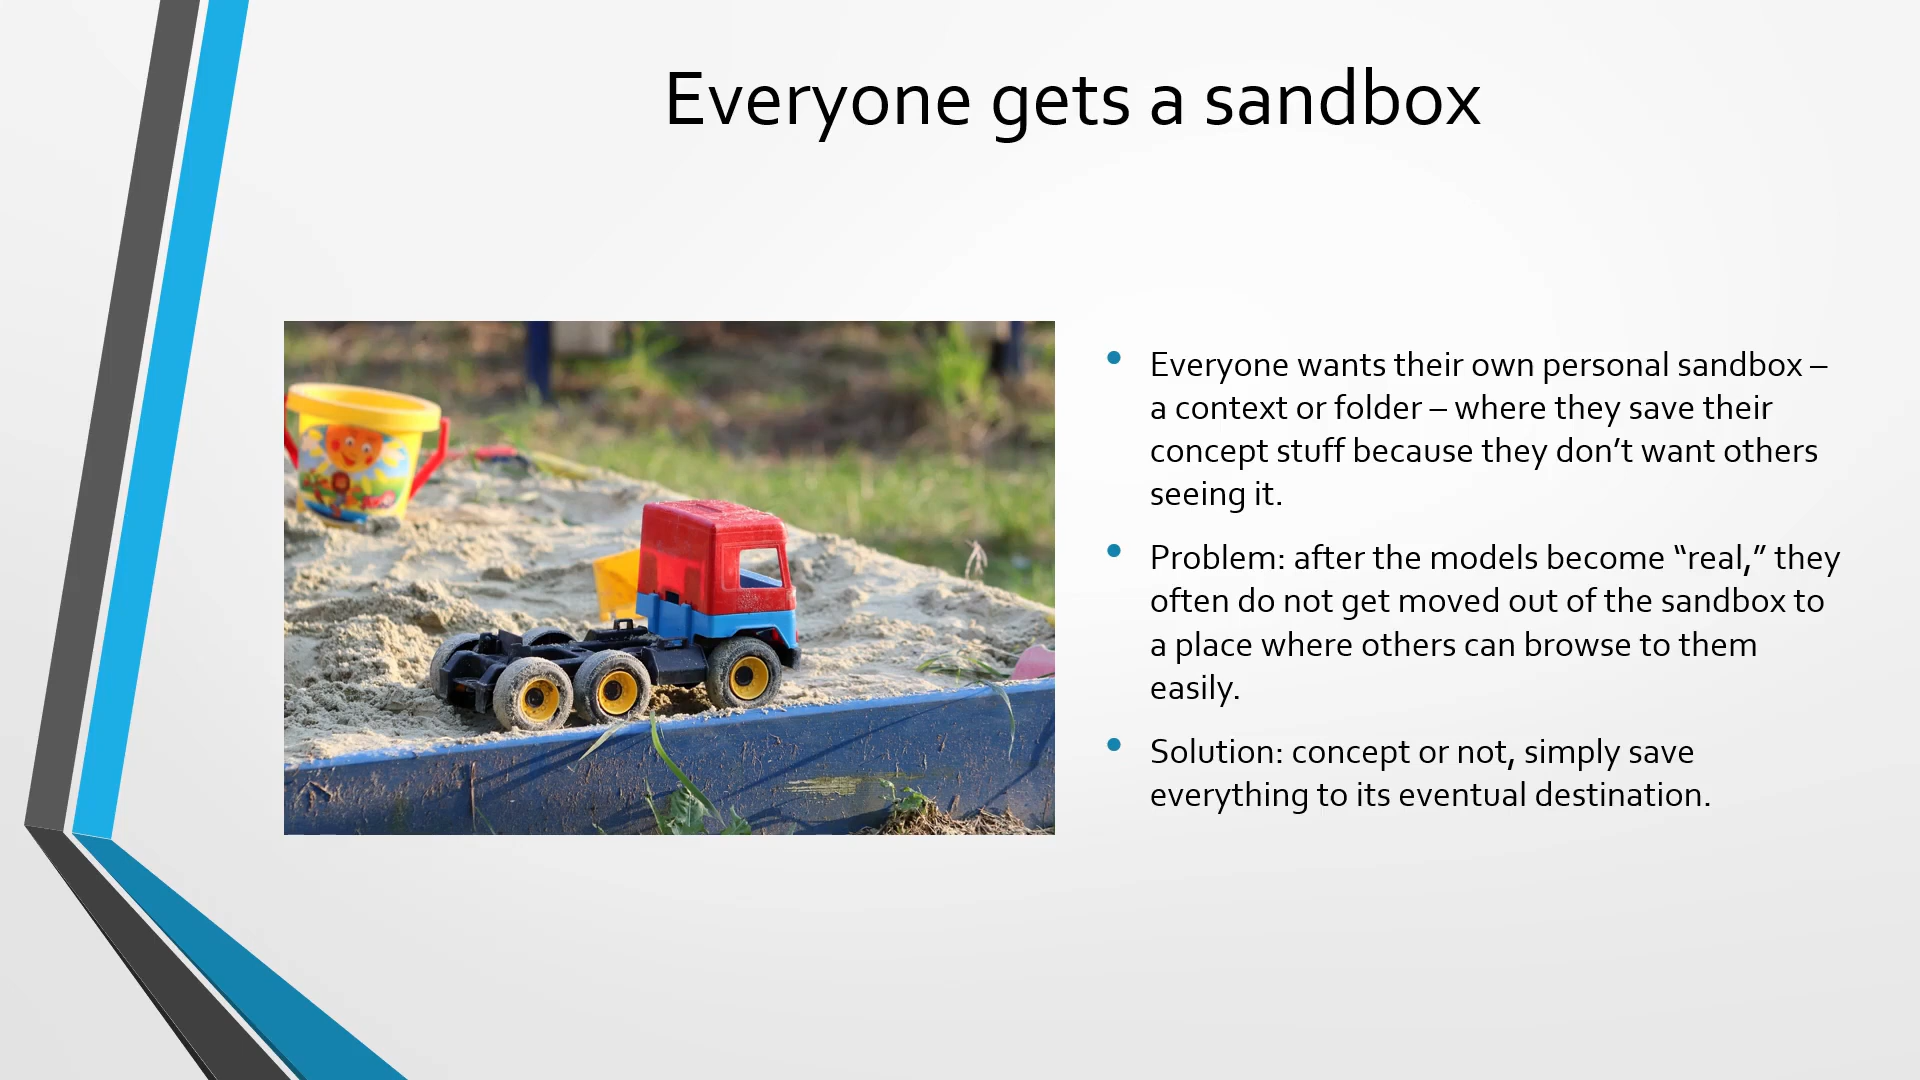 Everyone gets a sandbox
• Everyone wants their own personal sandbox –
a context or folder – where they save their
concept stuff because they don’t want others
seeing it.
• Problem: after the models become “real,” they
often do not get moved out of the sandbox to
a place where others can browse to them
easily.
• Solution: concept or not, simply save
everything to its eventual destination.